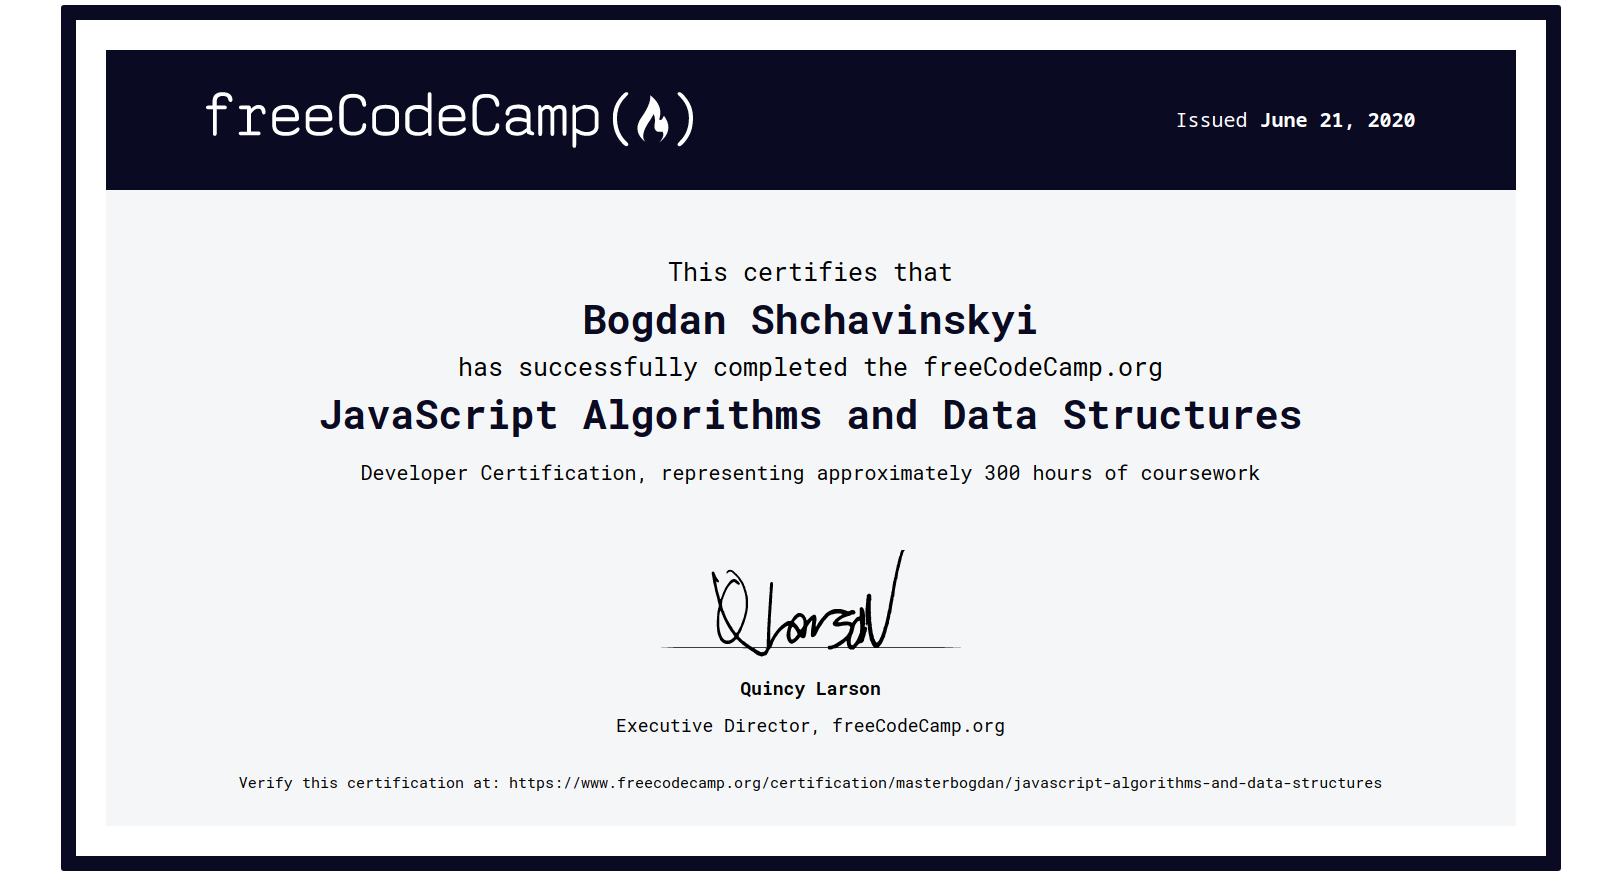 freeCodeCamp(🔥)
Issued June 21, 2020
This certifies that
Bogdan Shchavinskyi
has successfully completed the freeCodeCamp.org
JavaScript Algorithms and Data Structures
Developer Certification, representing approximately 300 hours of coursework
Q Larson
Quincy Larson
Executive Director, freeCodeCamp.org
Verify this certification at: https://www.freecodecamp.org/certification/masterbogdan/javascript-algorithms-and-data-structures